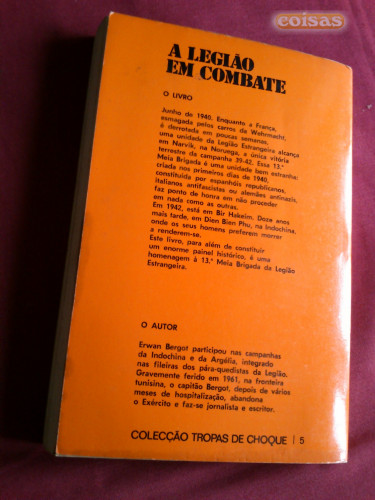 coisas
A LEGIÃO
EM COMBATE
O LIVRO
Junho de 1940. Enquanto a França,
esmagada pelos carros da Wehrmacht,
é derrotada em poucas semanas,
uma unidade da Legião Estrangeira alcança
em Narvik, na Noruega, a única vitória
terrestre da campanha 39-42. Essa 13.ª
Meia Brigada é uma unidade bem estranha:
criada nos primeiros dias de 1940,
constituída por espanhóis republicanos,
italianos antifascistas ou alemães antinazis,
faz ponto de honra em não proceder
em nada como as outras.
Em 1942, está em Bir Hakeim. Doze anos
mais tarde, em Dien Bien Phu, na Indochina,
onde os seus homens preferem morrer
a renderem-se.
Este livro, para além de constituir
um enorme painel histórico, é uma
homenagem à 13.ª Meia Brigada da Legião
Estrangeira.
O AUTOR
Erwan Bergot participou nas campanhas
da Indochina e da Argélia, integrado
nas fileiras dos pára-quedistas da Legião.
Gravemente ferido em 1961, na fronteira
tunisina, o capitão Bergot, depois de vários
meses de hospitalização, abandona
o Exército e faz-se jornalista e escritor.
COLECÇÃO TROPAS DE CHOQUE / 5